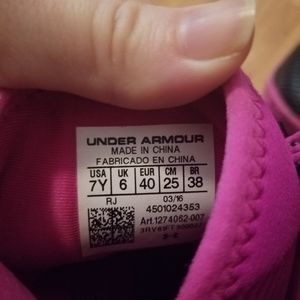 UNDER ARMOUR
MADE IN CHINA
FABRICADO EN CHINA
USA UK EUR CM BR
7Y 6 40 25 38
RJ 03/16
4501024353
Art.1274062-007